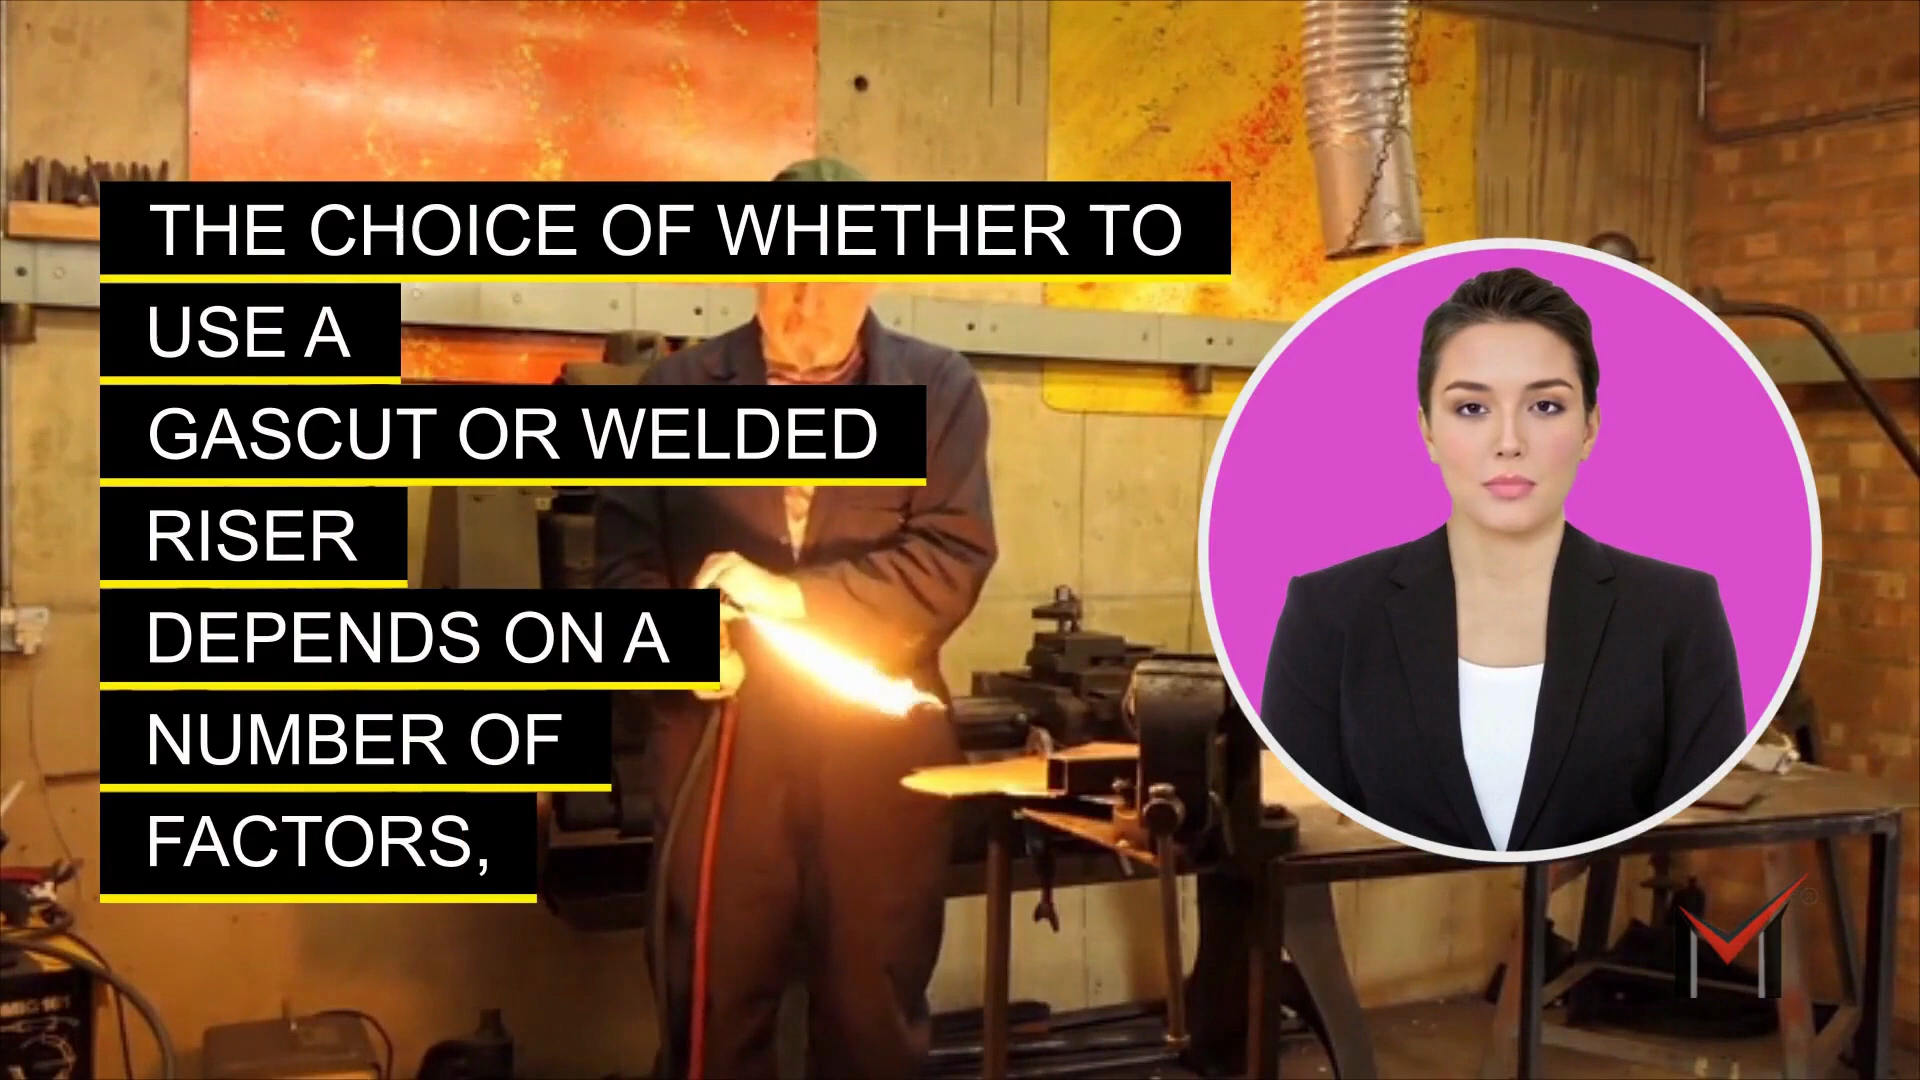 THE CHOICE OF WHETHER TO
USE A
GASCUT OR WELDED
RISER
DEPENDS ON A
NUMBER OF
FACTORS,